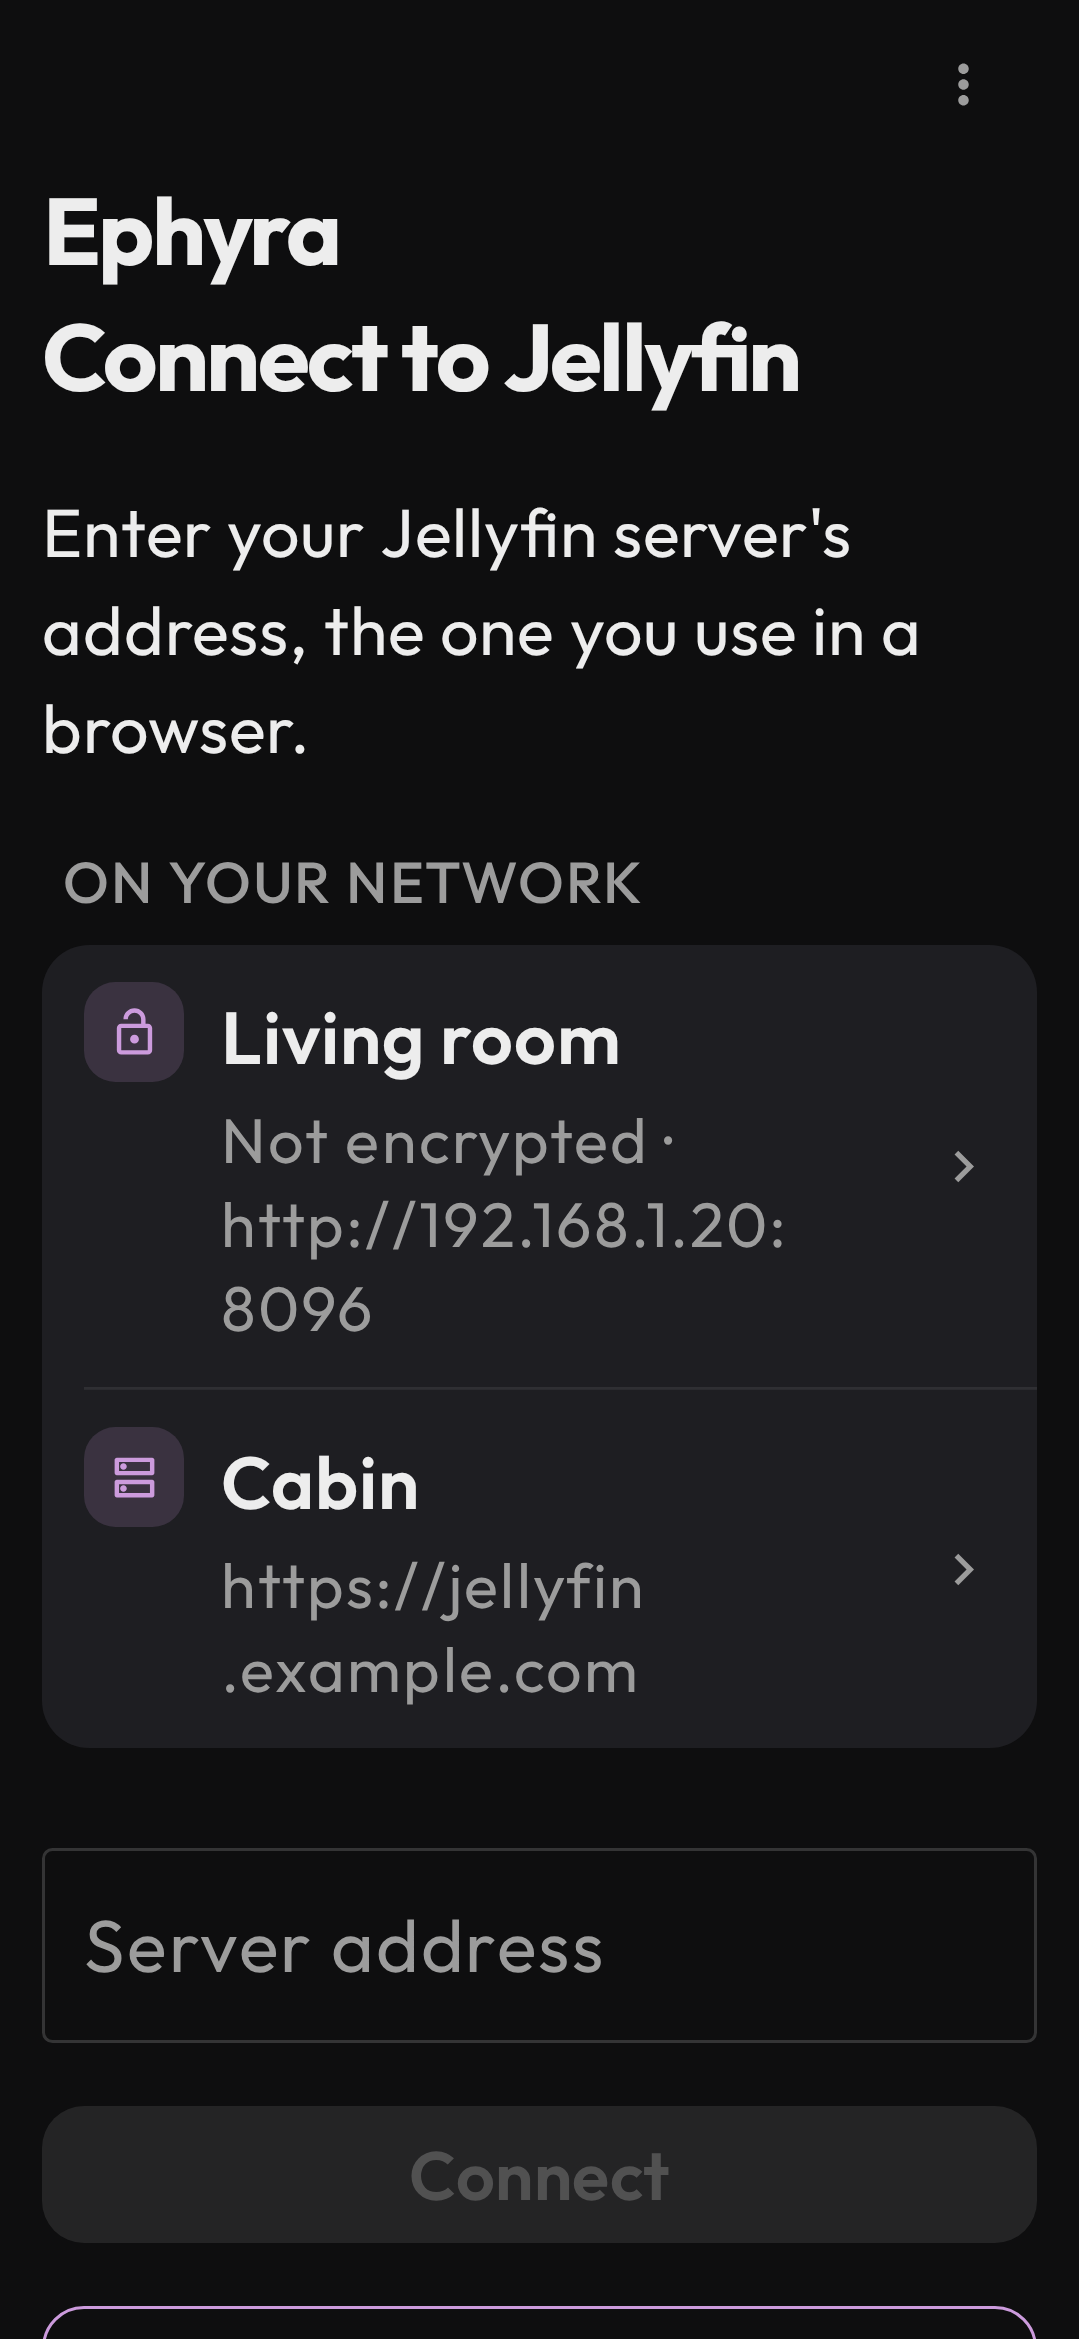 Ephyra
Connect to Jellyfin
Enter your Jellyfin server's
address, the one you use in a
browser.
ON YOUR NETWORK
Living room
Not encrypted ·
http://192.168.1.20:
8096
Cabin
https://jellyfin
.example.com
Server address
Connect